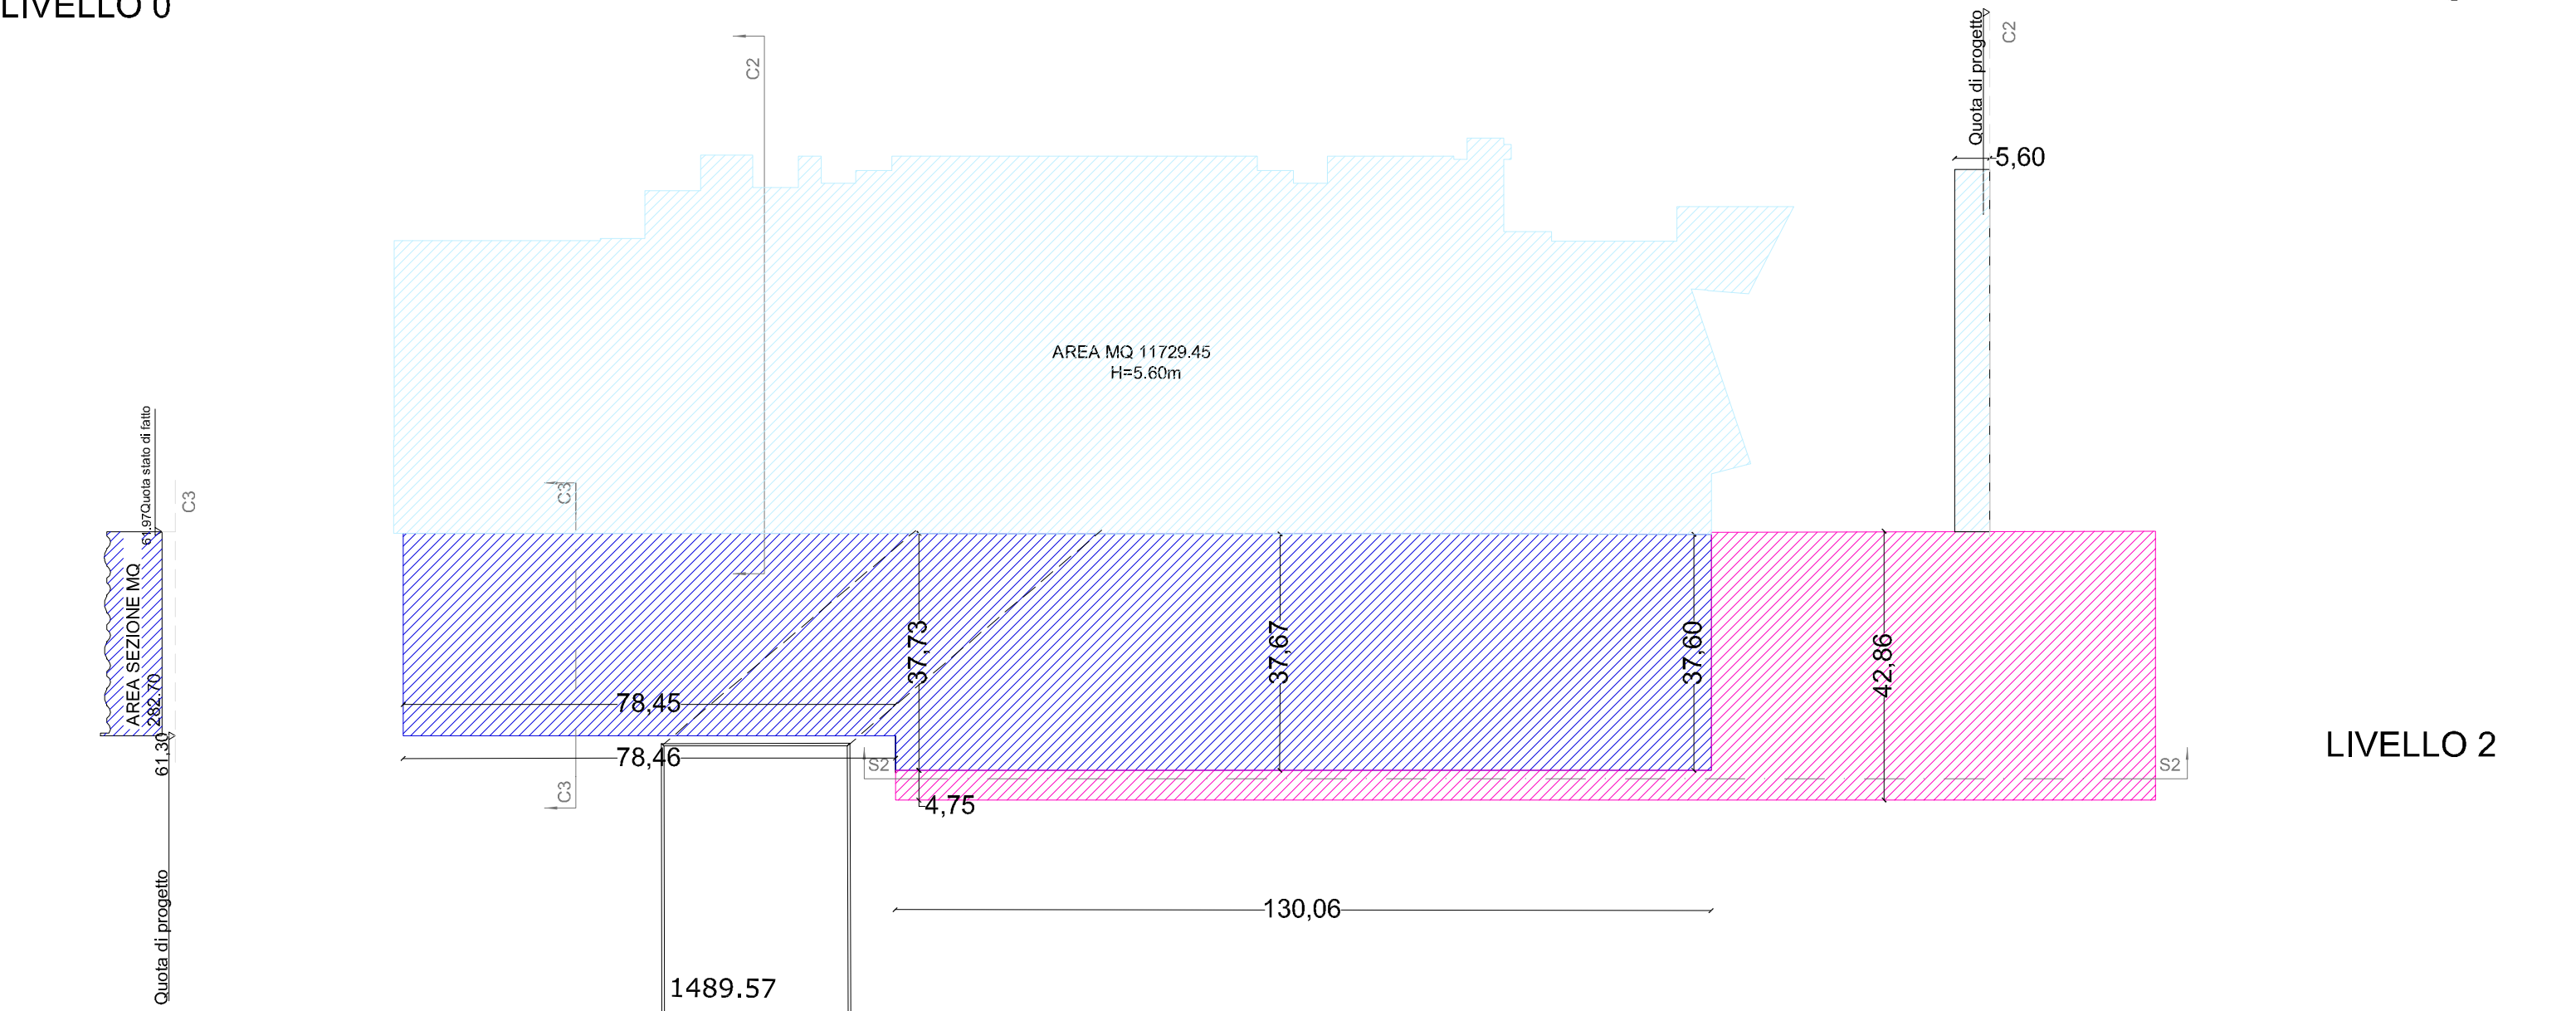 LIVELLO 0
C2
Quota di progetto
C2
5,60
AREA MQ 11729.45
H=5.60m
61.97Quota stato di fatto
C3
C3
AREA SEZIONE MQ
282.70
37,73
37,67
37,60
42,86
78,45
78,46
61,30
S2
S2
LIVELLO 2
C3
4,75
130,06
Quota di progetto
1489.57